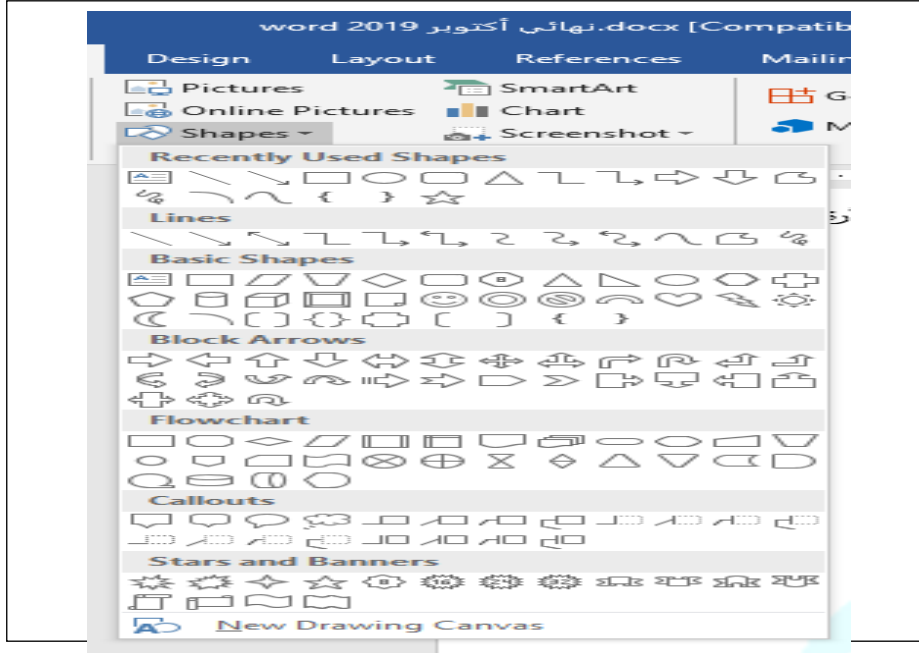 word 2019 نهائي أكتوبر.docx [Compatib
Design Layout References Mailin
Pictures SmartArt
Online Pictures Chart G
Shapes Screenshot M
Recently Used Shapes
Lines
Basic Shapes
Block Arrows
Flowchart
Callouts
Stars and Banners
New Drawing Canvas